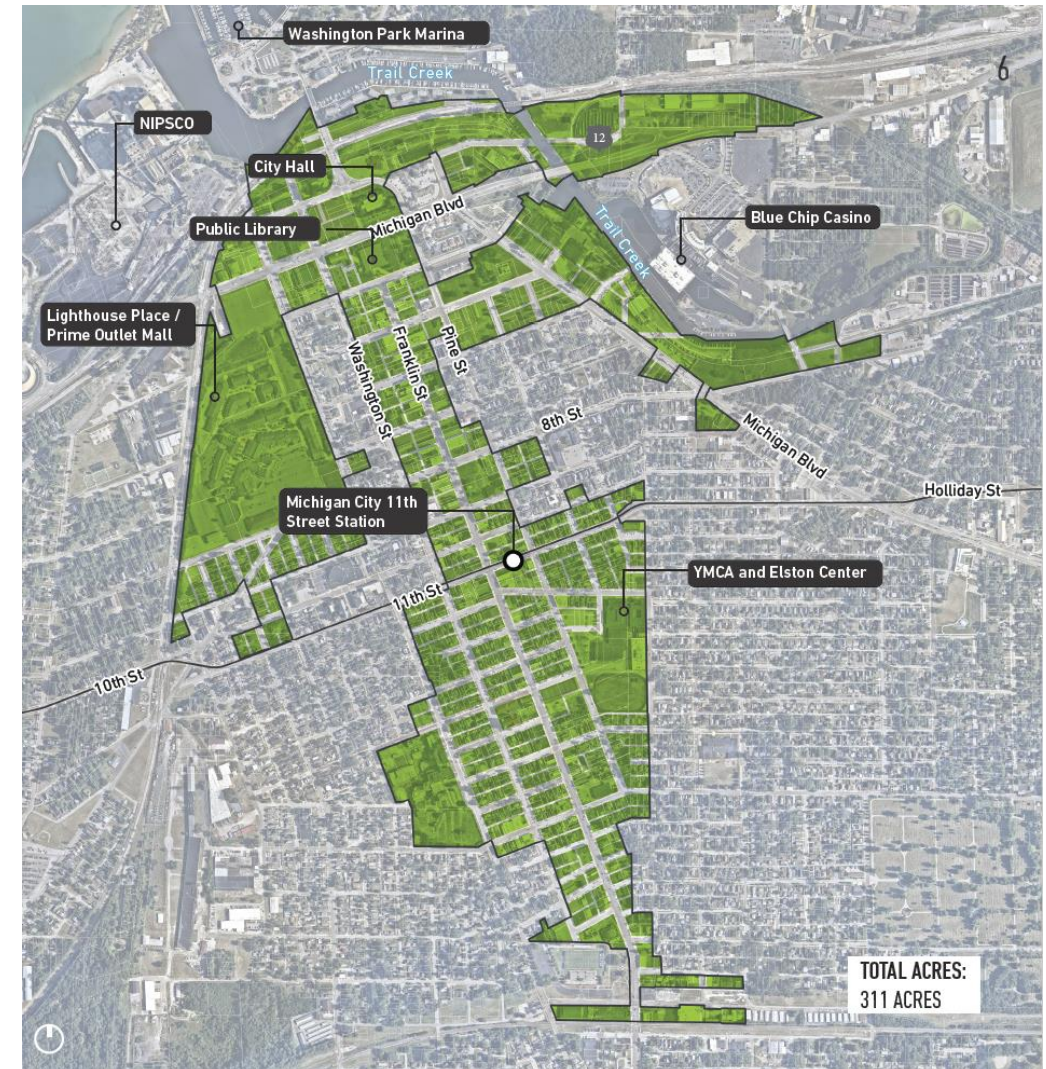 Washington Park Marina
Trail Creek
6
NIPSCO
12
City Hall
Michigan Blvd
Public Library
Trail Creek
Blue Chip Casino
Lighthouse Place /
Prime Outlet Mall
Washington St
Franklin St
Pine St
8th St
Michigan Blvd
Holliday St
Michigan City 11th
Street Station
YMCA and Elston Center
11th St
10th St
TOTAL ACRES:
311 ACRES